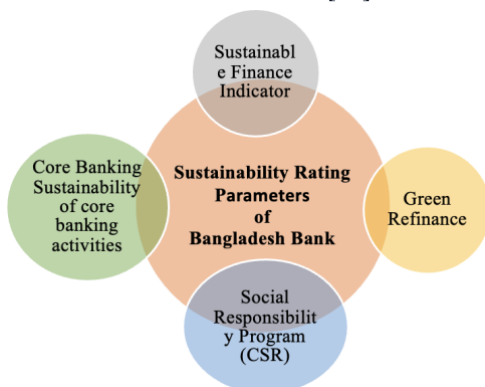 Sustainabl
e Finance
Indicator
Core Banking
Sustainability
of core
banking
activities
Sustainability Rating
Parameters
of
Bangladesh Bank
Green
Refinance
Social
Responsibilit
y Program
(CSR)